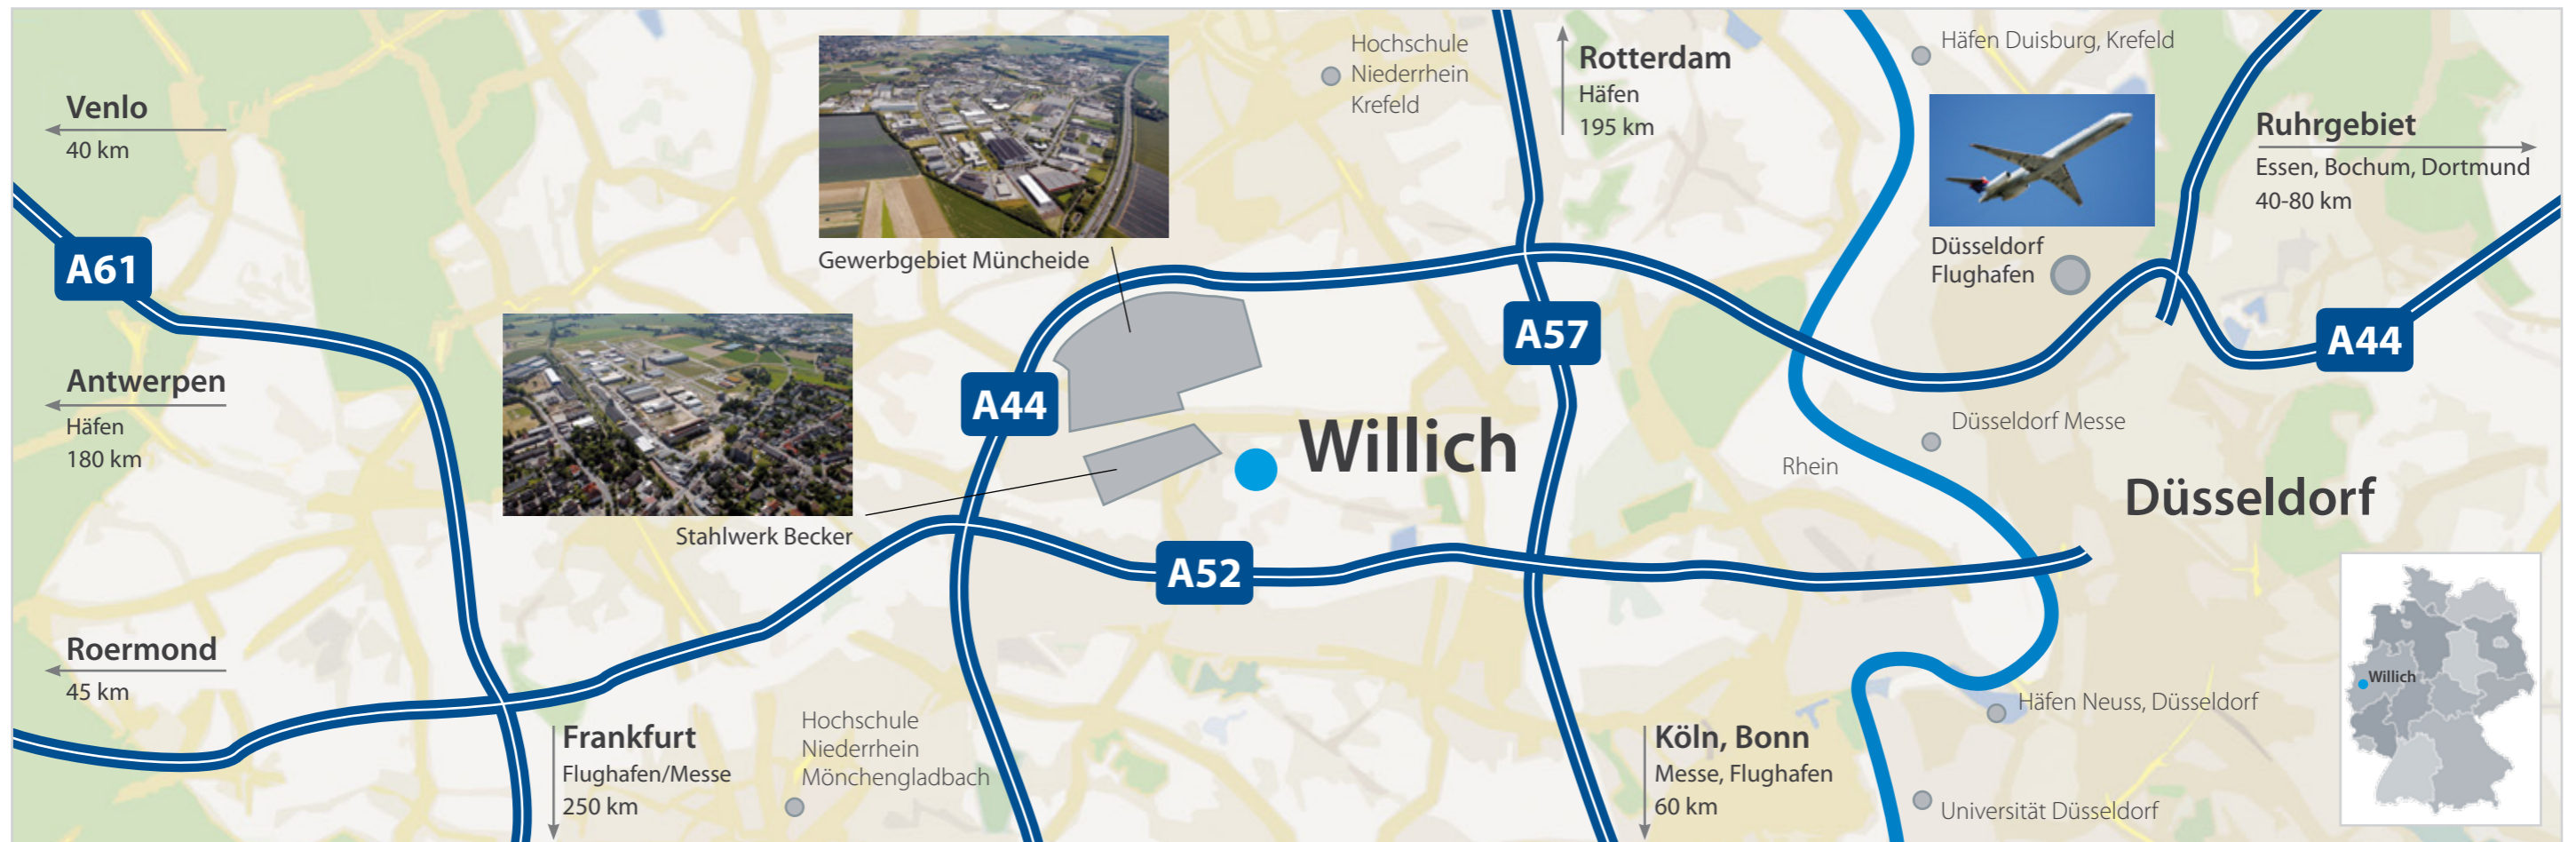 Venlo
40 km
A61
Antwerpen
Häfen
180 km
Roermond
45 km
Gewerbgebiet Müncheide
Stahlwerk Becker
Frankfurt
Flughafen/Messe
250 km
Hochschule
Niederrhein
Mönchengladbach
A44
A52
Willich
Hochschule
Niederrhein
Krefeld
Rotterdam
Häfen
195 km
A57
Köln, Bonn
Messe, Flughafen
60 km
Häfen Duisburg, Krefeld
Düsseldorf
Flughafen
Ruhrgebiet
Essen, Bochum, Dortmund
40-80 km
A44
Düsseldorf Messe
Rhein
Düsseldorf
Häfen Neuss, Düsseldorf
Universität Düsseldorf
Willich